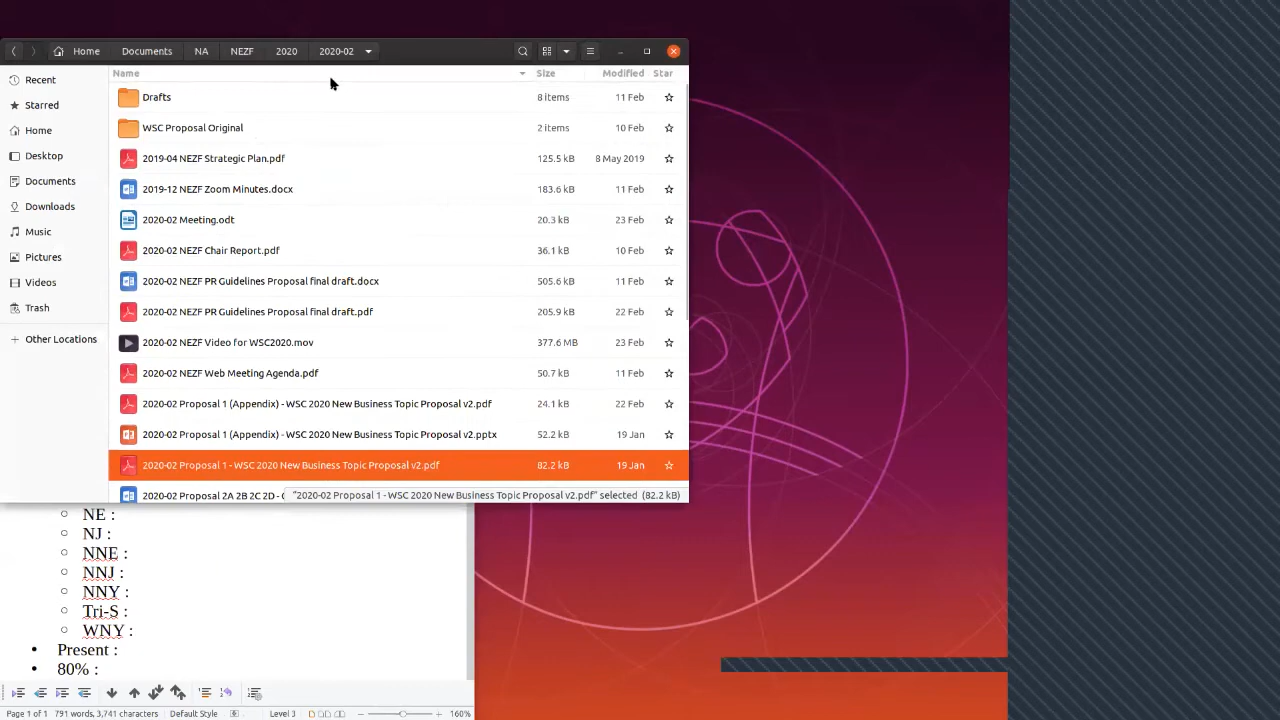 Home Documents NA NEZF 2020 2020-02
Recent
Starred
Home
Desktop
Documents
Downloads
Music
Pictures
Videos
Trash
+ Other Locations
Name Size Modified Star
Drafts 8 items 11 Feb
WSC Proposal Original 2 items 10 Feb
2019-04 NEZF Strategic Plan.pdf 125.5 kB 8 May 2019
2019-12 NEZF Zoom Minutes.docx 183.6 kB 11 Feb
2020-02 Meeting.odt 20.3 kB 23 Feb
2020-02 NEZF Chair Report.pdf 36.1 kB 10 Feb
2020-02 NEZF PR Guidelines Proposal final draft.docx 505.6 kB 11 Feb
2020-02 NEZF PR Guidelines Proposal final draft.pdf 205.9 kB 22 Feb
2020-02 NEZF Video for WSC2020.mov 377.6 MB 23 Feb
2020-02 NEZF Web Meeting Agenda.pdf 50.7 kB 11 Feb
2020-02 Proposal 1 (Appendix) - WSC 2020 New Business Topic Proposal v2.pdf 24.1 kB 22 Feb
2020-02 Proposal 1 (Appendix) - WSC 2020 New Business Topic Proposal v2.pptx 52.2 kB 19 Jan
2020-02 Proposal 1 - WSC 2020 New Business Topic Proposal v2.pdf 82.2 kB 19 Jan
2020-02 Proposal 2A 2B 2C 2D -
"2020-02 Proposal 1 - WSC 2020 New Business Topic Proposal v2.pdf" selected (82.2 kB)
○ NE :
○ NJ :
○ NNE :
○ NNJ :
○ NNY :
○ Tri-S :
○ WNY :
• Present :
• 80% :
Page 1 of 1 791 words, 3,741 characters Default Style Level 3 160%